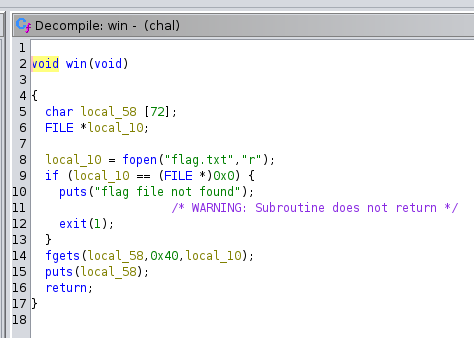 Decompile: win - (chal)
1
2 void win(void)
3
4 {
5 char local_58 [72];
6 FILE *local_10;
7
8 local_10 = fopen("flag.txt","r");
9 if (local_10 == (FILE *)0x0) {
10 puts("flag file not found");
11 /* WARNING: Subroutine does not return */
12 exit(1);
13 }
14 fgets(local_58,0x40,local_10);
15 puts(local_58);
16 return;
17 }
18